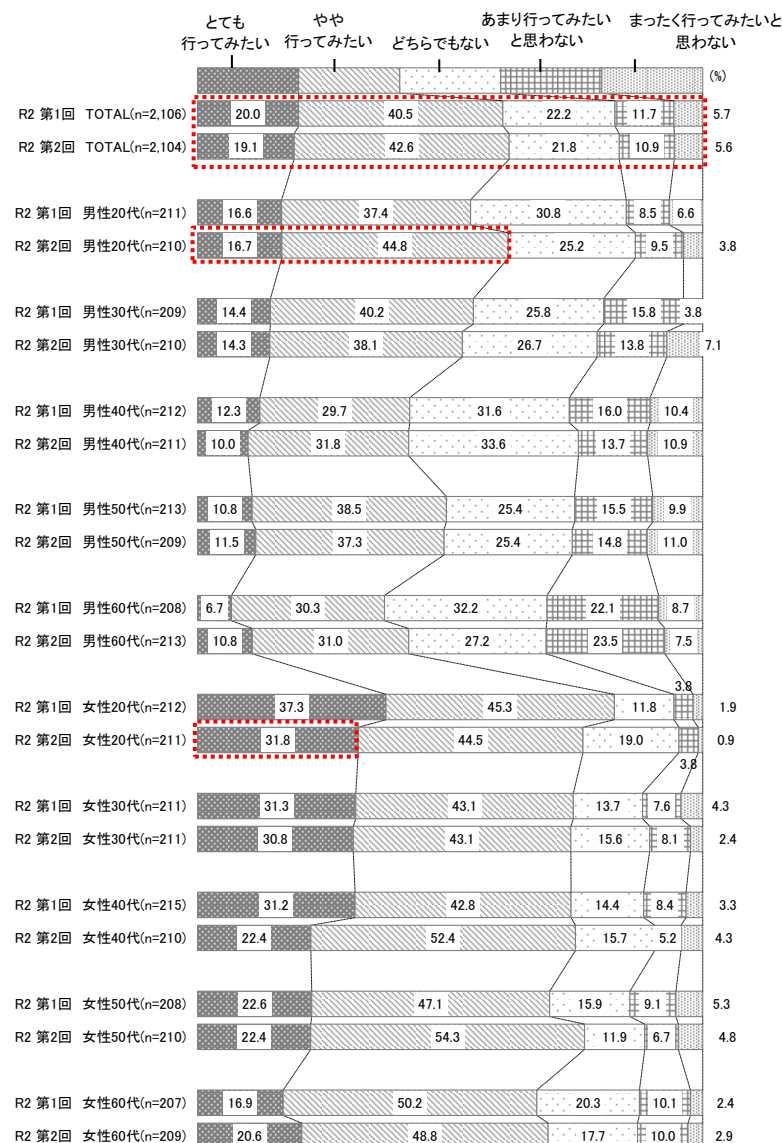 とても
行ってみたい
やや
行ってみたい
どちらでもない
あまり行ってみたい
と思わない
まったく行ってみたいと
思わない
(%)
R2 第1回 TOTAL(n=2,106) 20.0 40.5 22.2 11.7 5.7
R2 第2回 TOTAL(n=2,104) 19.1 42.6 21.8 10.9 5.6
R2 第1回 男性20代(n=211) 16.6 37.4 30.8 8.5 6.6
R2 第2回 男性20代(n=210) 16.7 44.8 25.2 9.5 3.8
R2 第1回 男性30代(n=209) 14.4 40.2 25.8 15.8 3.8
R2 第2回 男性30代(n=210) 14.3 38.1 26.7 13.8 7.1
R2 第1回 男性40代(n=212) 12.3 29.7 31.6 16.0 10.4
R2 第2回 男性40代(n=211) 10.0 31.8 33.6 13.7 10.9
R2 第1回 男性50代(n=213) 10.8 38.5 25.4 15.5 9.9
R2 第2回 男性50代(n=209) 11.5 37.3 25.4 14.8 11.0
R2 第1回 男性60代(n=208) 6.7 30.3 32.2 22.1 8.7
R2 第2回 男性60代(n=213) 10.8 31.0 27.2 23.5 7.5
R2 第1回 女性20代(n=212) 37.3 45.3 11.8 3.8 1.9
R2 第2回 女性20代(n=211) 31.8 44.5 19.0 3.8 0.9
R2 第1回 女性30代(n=211) 31.3 43.1 13.7 7.6 4.3
R2 第2回 女性30代(n=211) 30.8 43.1 15.6 8.1 2.4
R2 第1回 女性40代(n=215) 31.2 42.8 14.4 8.4 3.3
R2 第2回 女性40代(n=210) 22.4 52.4 15.7 5.2 4.3
R2 第1回 女性50代(n=208) 22.6 47.1 15.9 9.1 5.3
R2 第2回 女性50代(n=210) 22.4 54.3 11.9 6.7 4.8
R2 第1回 女性60代(n=207) 16.9 50.2 20.3 10.1 2.4
R2 第2回 女性60代(n=209) 20.6 48.8 17.7 10.0 2.9